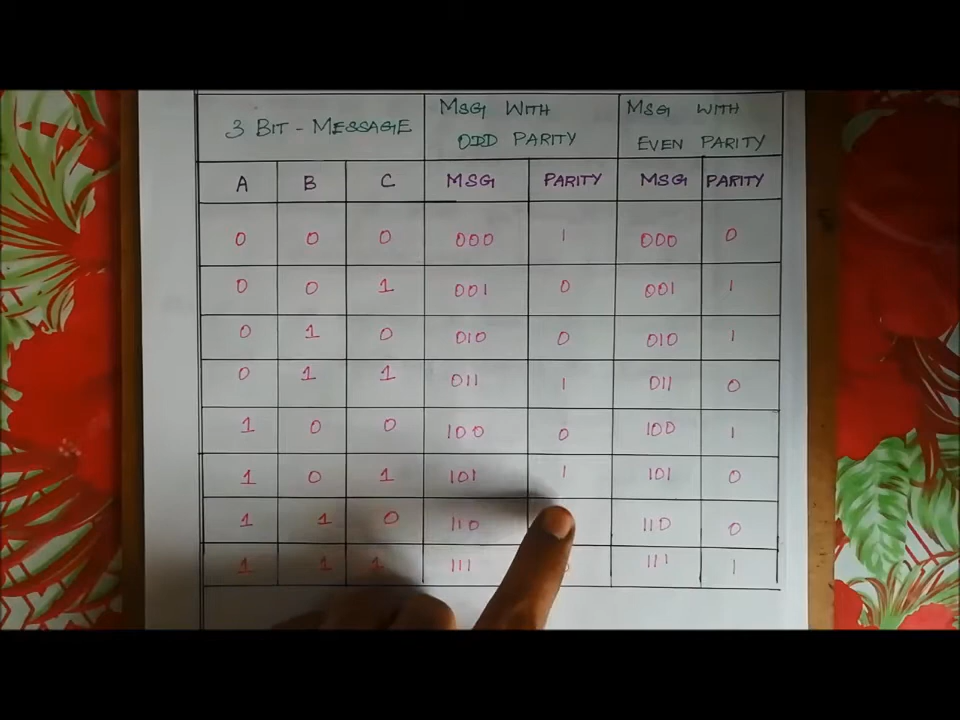 3 BIT - MESSAGE MSG WITH ODD PARITY MSG WITH EVEN PARITY
A B C MSG PARITY MSG PARITY
0 0 0 000 1 000 0
0 0 1 001 0 001 1
0 1 0 010 0 010 1
0 1 1 011 1 011 0
1 0 0 100 0 100 1
1 0 1 101 1 101 0
1 1 0 110 110 0
1 1 1 111 111 1